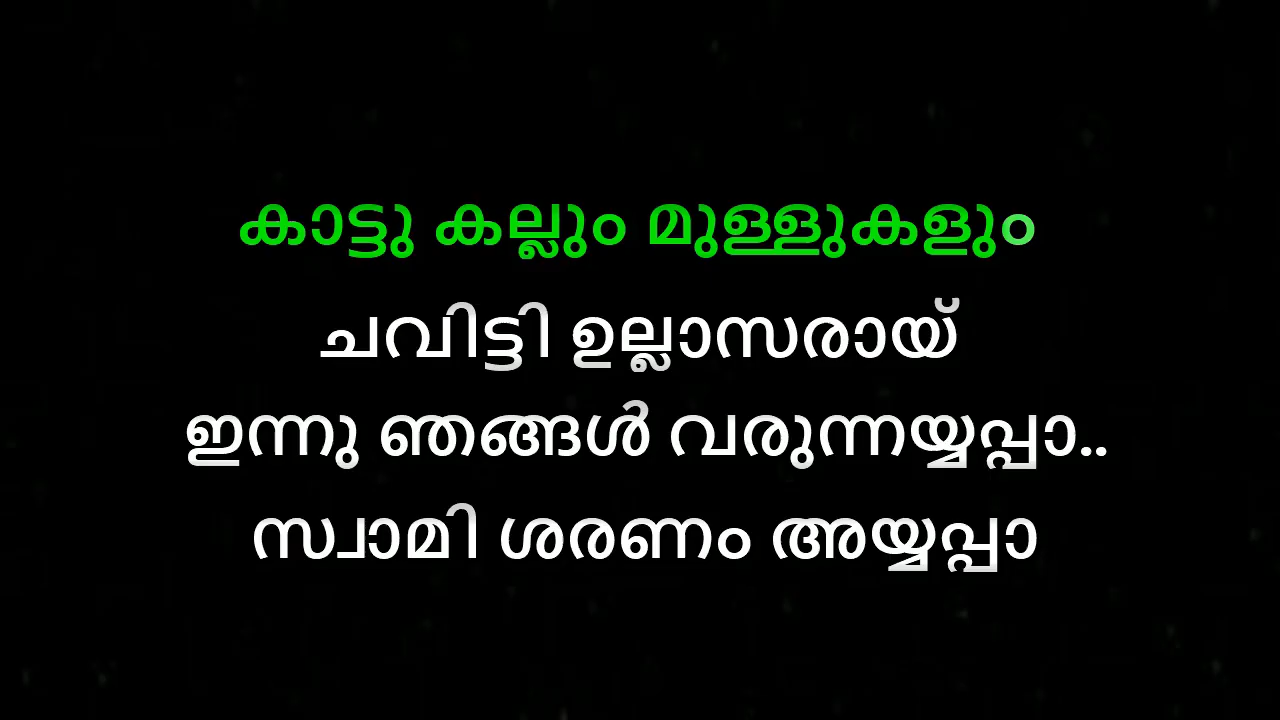 കാട്ടു കല്ലും മുള്ളുകളും
ചവിട്ടി ഉല്ലാസരായ്
ഇന്നു ഞങ്ങൾ വരുന്നയ്യപ്പാ..
സ്വാമി ശരണം അയ്യപ്പാ